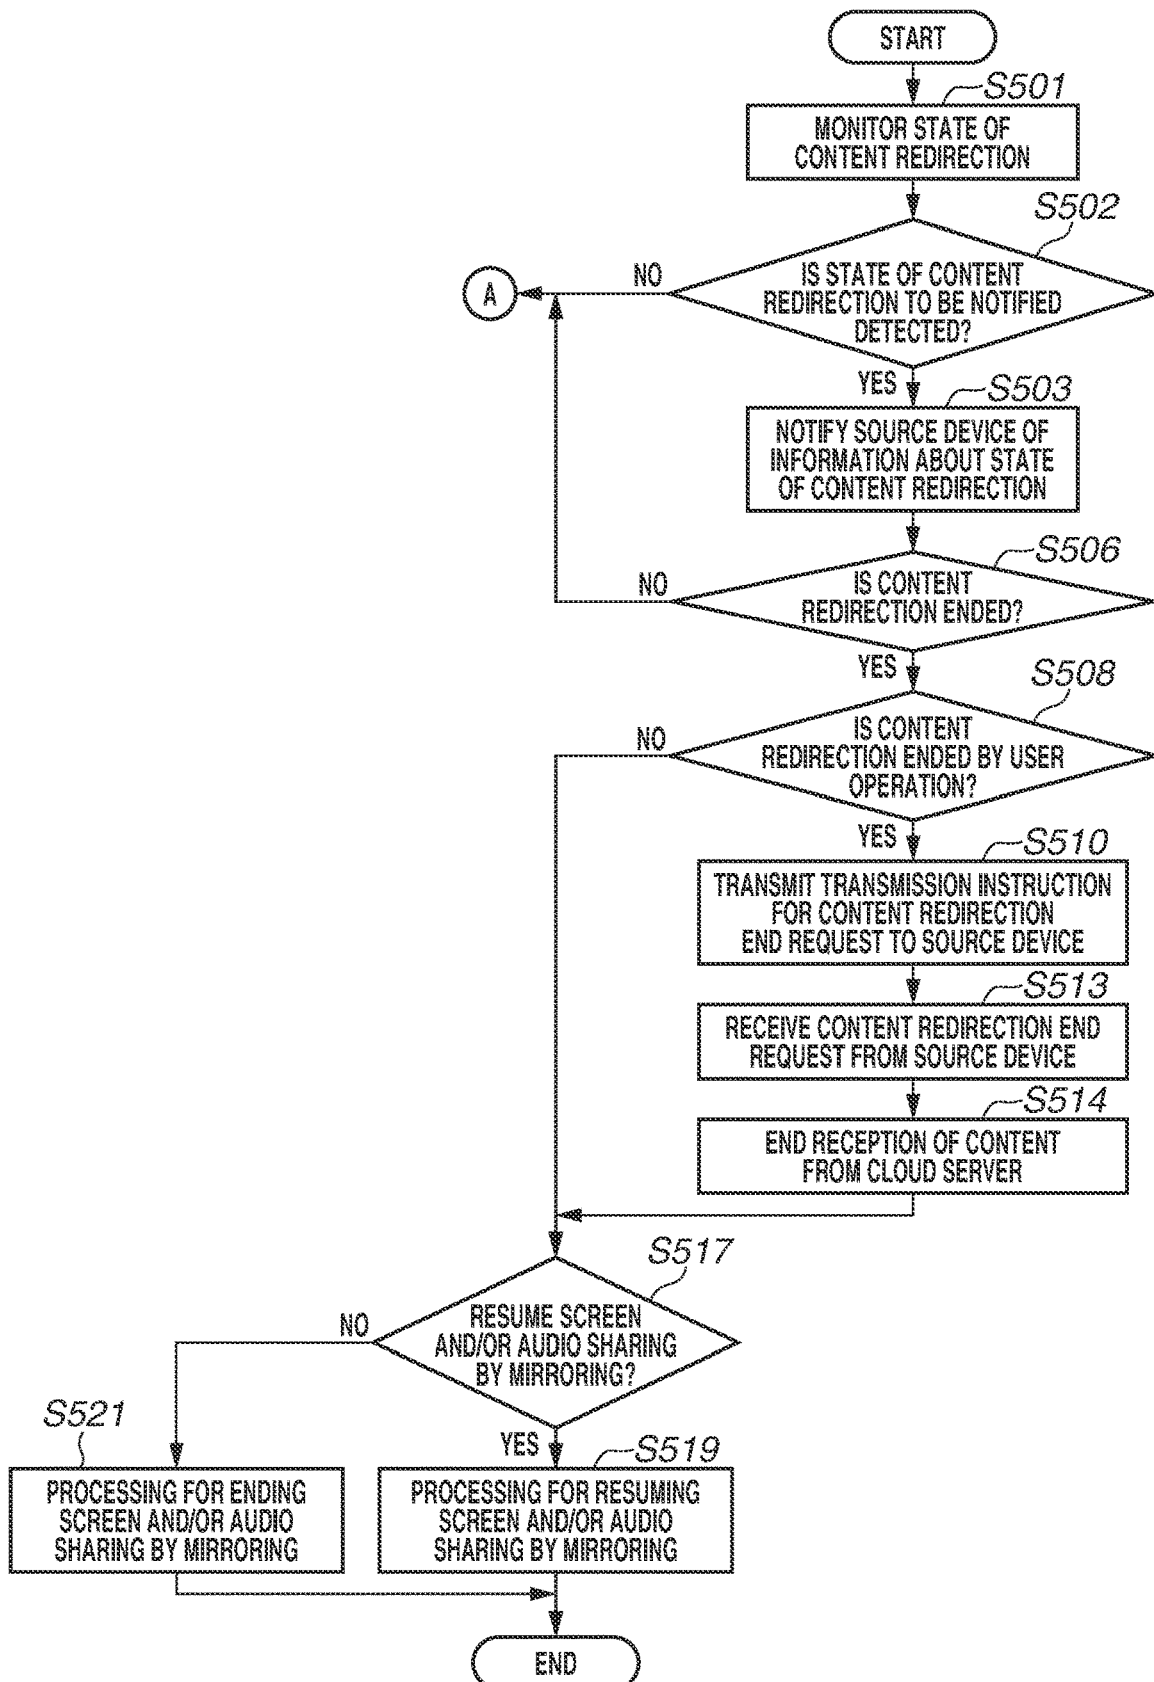 START
S501
MONITOR STATE OF
CONTENT REDIRECTION
S502
IS STATE OF CONTENT
REDIRECTION TO BE NOTIFIED
DETECTED?
NO
A
YES
S503
NOTIFY SOURCE DEVICE OF
INFORMATION ABOUT STATE
OF CONTENT REDIRECTION
S506
IS CONTENT
REDIRECTION ENDED?
NO
YES
S508
IS CONTENT
REDIRECTION ENDED BY USER
OPERATION?
NO
YES
S510
TRANSMIT TRANSMISSION INSTRUCTION
FOR CONTENT REDIRECTION
END REQUEST TO SOURCE DEVICE
S513
RECEIVE CONTENT REDIRECTION END
REQUEST FROM SOURCE DEVICE
S514
END RECEPTION OF CONTENT
FROM CLOUD SERVER
S517
RESUME SCREEN
AND/OR AUDIO SHARING
BY MIRRORING?
NO
YES
S521
PROCESSING FOR ENDING
SCREEN AND/OR AUDIO
SHARING BY MIRRORING
S519
PROCESSING FOR RESUMING
SCREEN AND/OR AUDIO
SHARING BY MIRRORING
END